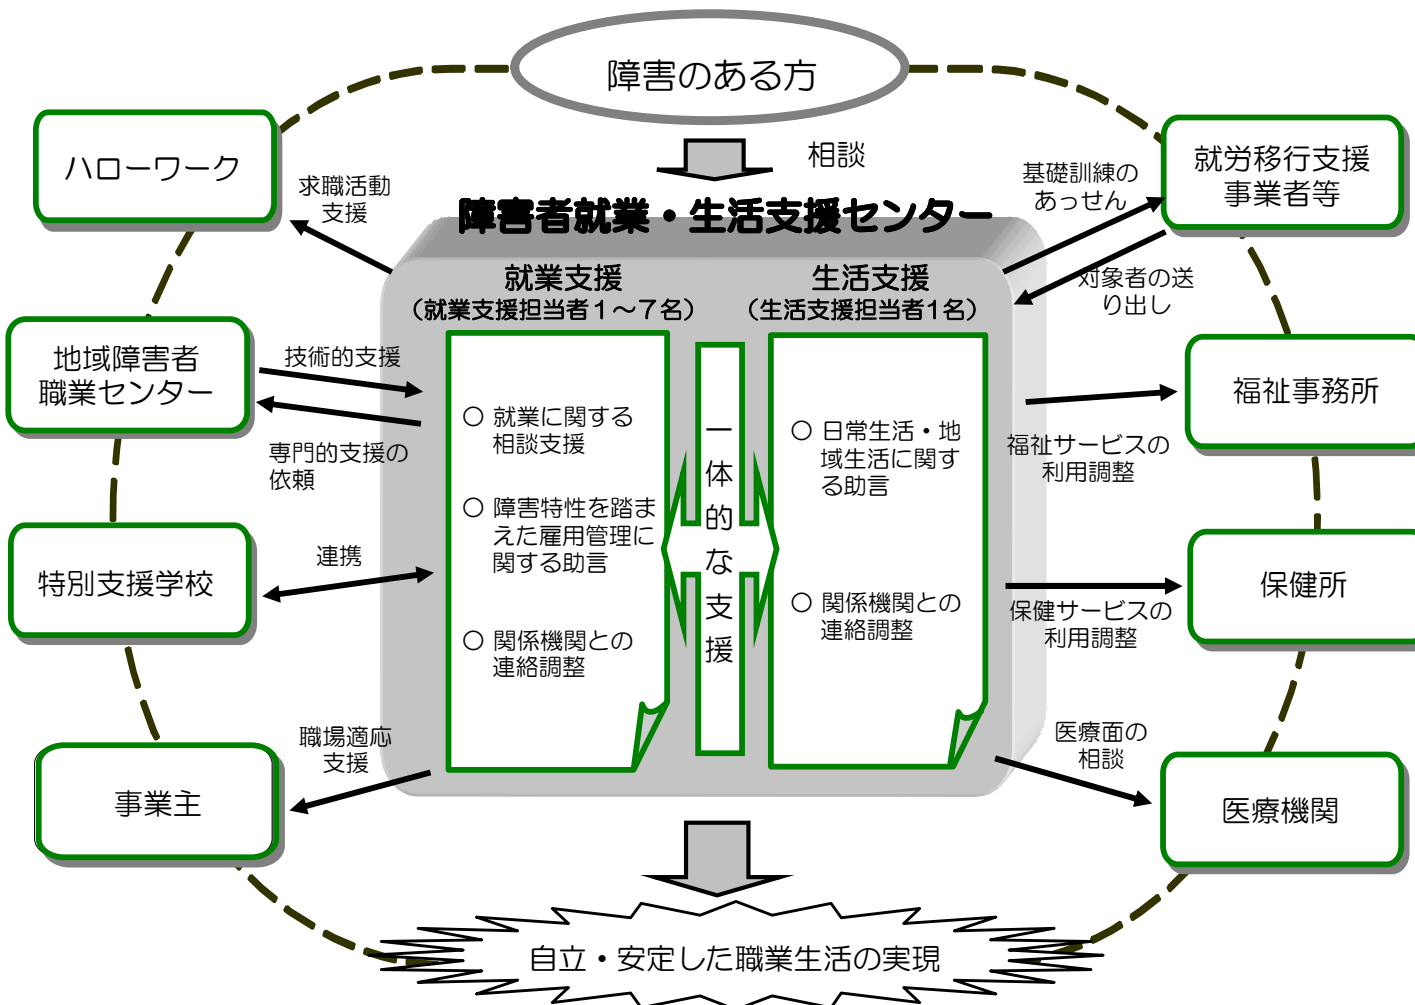 障害のある方
相談
ハローワーク
求職活動
支援
基礎訓練の
あっせん
就労移行支援
事業者等
障害者就業・生活支援センター
対象者の送
り出し
就業支援
(就業支援担当者1～7名)
生活支援
(生活支援担当者1名)
地域障害者
職業センター
技術的支援
専門的支援の
依頼
○ 就業に関する
相談支援
○ 障害特性を踏ま
えた雇用管理に
関する助言
○ 関係機関との
連絡調整
一体的な支援
○ 日常生活・地
域生活に関す
る助言
○ 関係機関との
連絡調整
福祉事務所
福祉サービスの
利用調整
特別支援学校
連携
保健所
保健サービスの
利用調整
事業主
職場適応
支援
医療面の
相談
医療機関
自立・安定した職業生活の実現